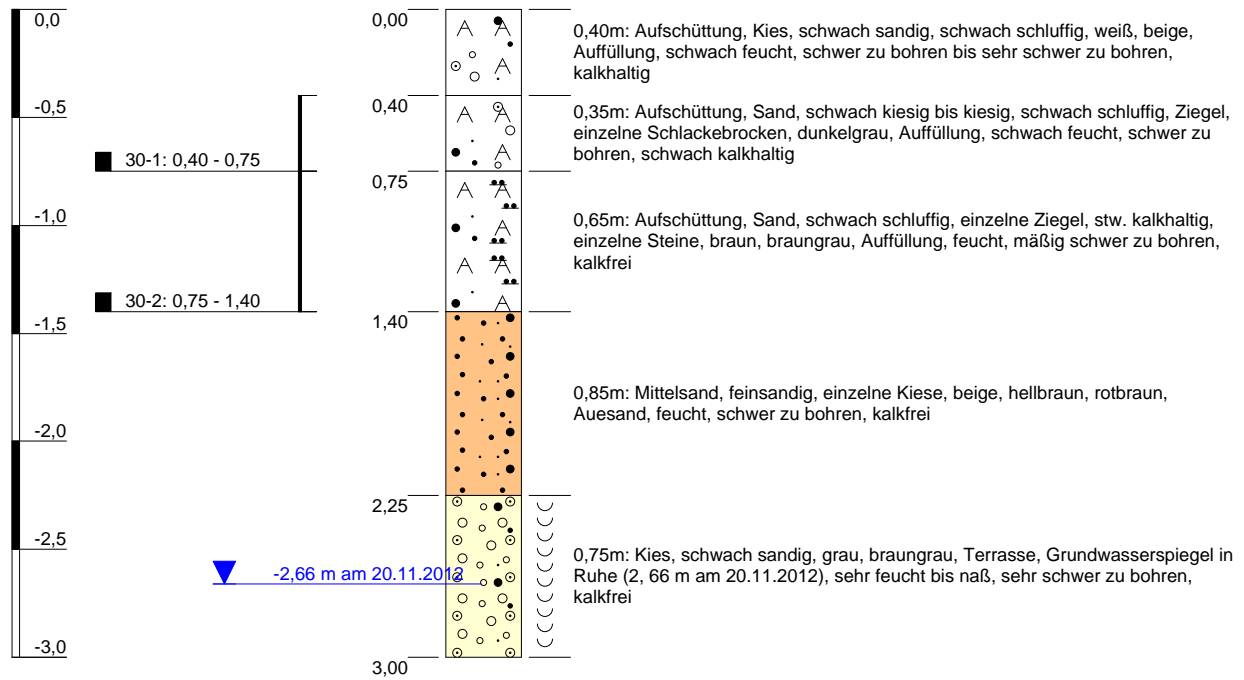 0,0
-0,5
-1,0
-1,5
-2,0
-2,5
-3,0
30-1: 0,40 - 0,75
30-2: 0,75 - 1,40
-2,66 m am 20.11.2012
0,00
0,40
0,75
1,40
2,25
3,00
0,40m: Aufschüttung, Kies, schwach sandig, schwach schluffig, weiß, beige,
Auffüllung, schwach feucht, schwer zu bohren bis sehr schwer zu bohren,
kalkhaltig
0,35m: Aufschüttung, Sand, schwach kiesig bis kiesig, schwach schluffig, Ziegel,
einzelne Schlackebrocken, dunkelgrau, Auffüllung, schwach feucht, schwer zu
bohren, schwach kalkhaltig
0,65m: Aufschüttung, Sand, schwach schluffig, einzelne Ziegel, stw. kalkhaltig,
einzelne Steine, braun, braungrau, Auffüllung, feucht, mäßig schwer zu bohren,
kalkfrei
0,85m: Mittelsand, feinsandig, einzelne Kiese, beige, hellbraun, rotbraun,
Auesand, feucht, schwer zu bohren, kalkfrei
0,75m: Kies, schwach sandig, grau, braungrau, Terrasse, Grundwasserspiegel in
Ruhe (2, 66 m am 20.11.2012), sehr feucht bis naß, sehr schwer zu bohren,
kalkfrei